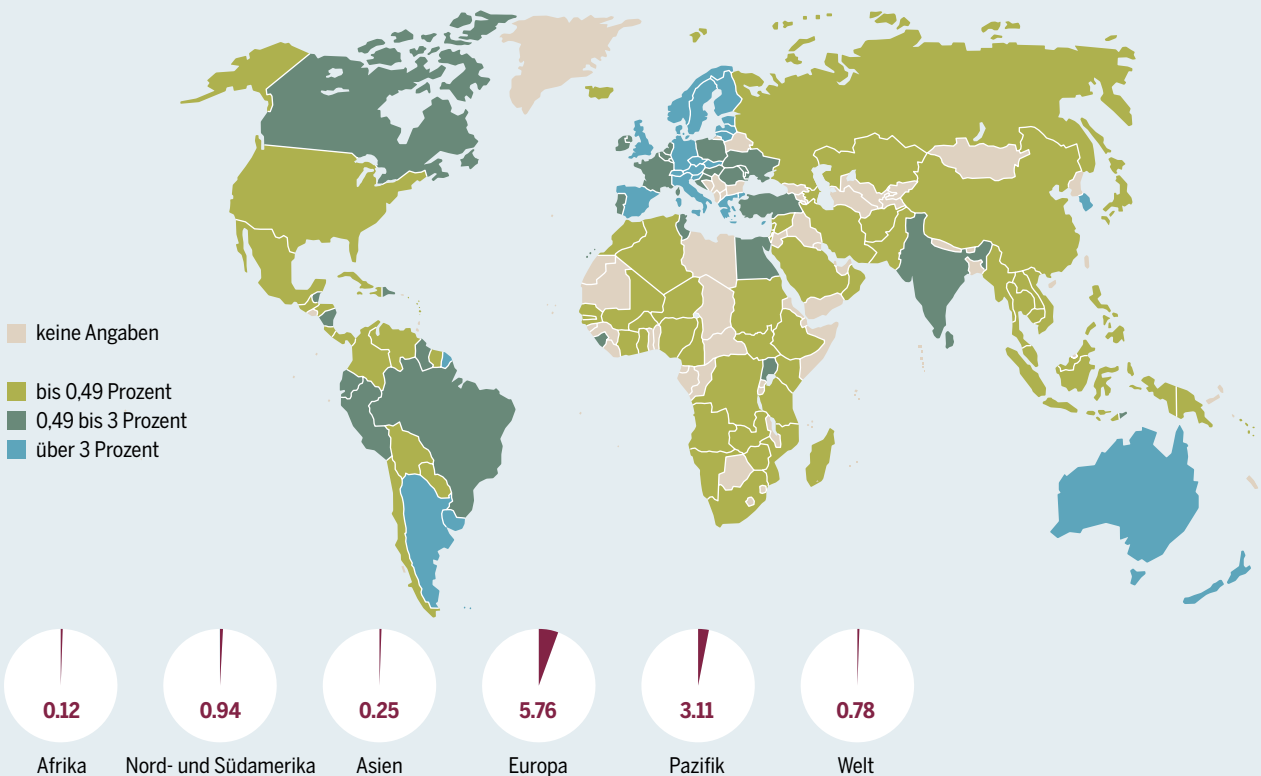 keine Angaben
bis 0,49 Prozent
0,49 bis 3 Prozent
über 3 Prozent
0.12
0.94
0.25
5.76
3.11
0.78
Afrika
Nord- und Südamerika
Asien
Europa
Pazifik
Welt